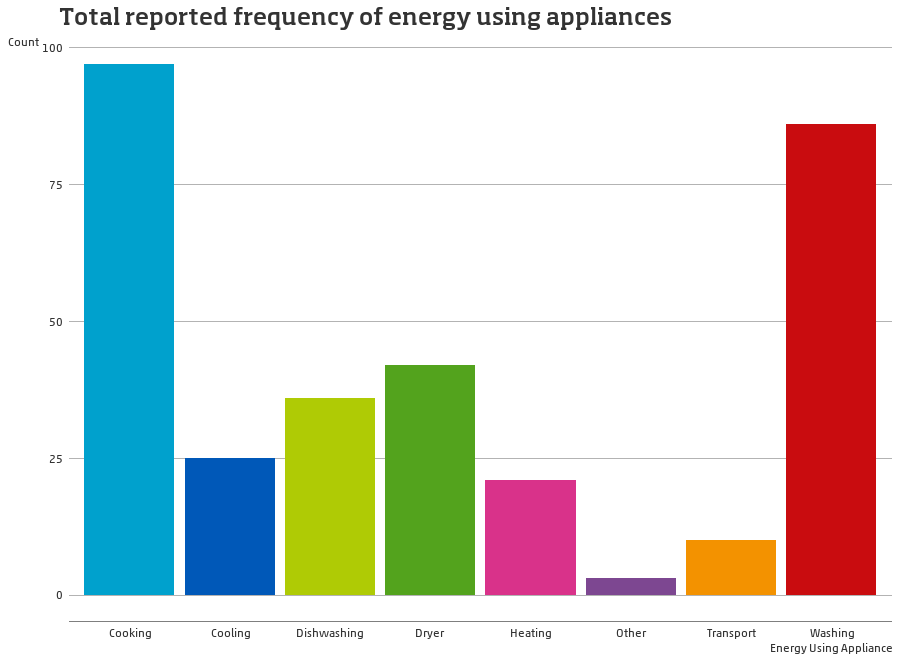 Total reported frequency of energy using appliances
Count
100
75
50
25
0
Cooking Cooling Dishwashing Dryer Heating Other Transport Washing
Energy Using Appliance